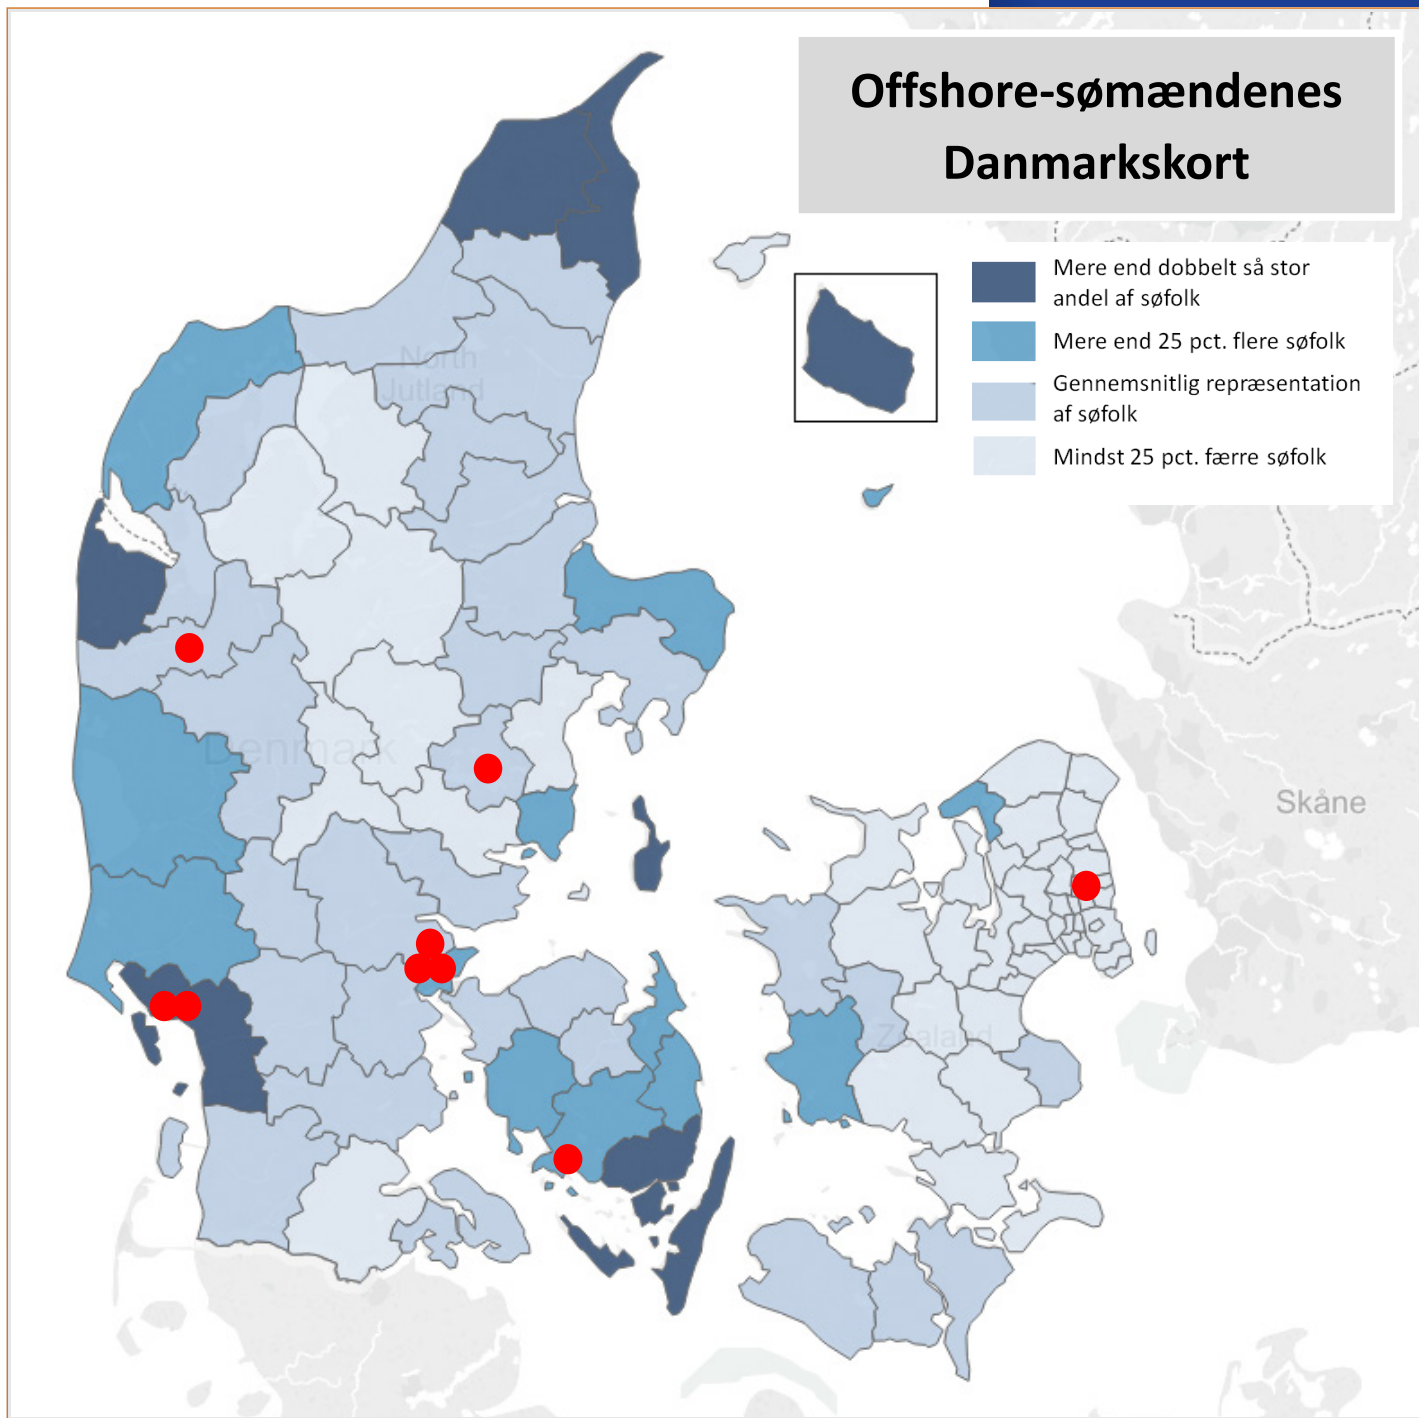 Offshore-sømændenes
Danmarkskort
Mere end dobbelt så stor
andel af søfolk
Mere end 25 pct. flere søfolk
Gennemsnitlig repræsentation
af søfolk
Mindst 25 pct. færre søfolk
North
Jutland
Denmark
Skåne
Zealand